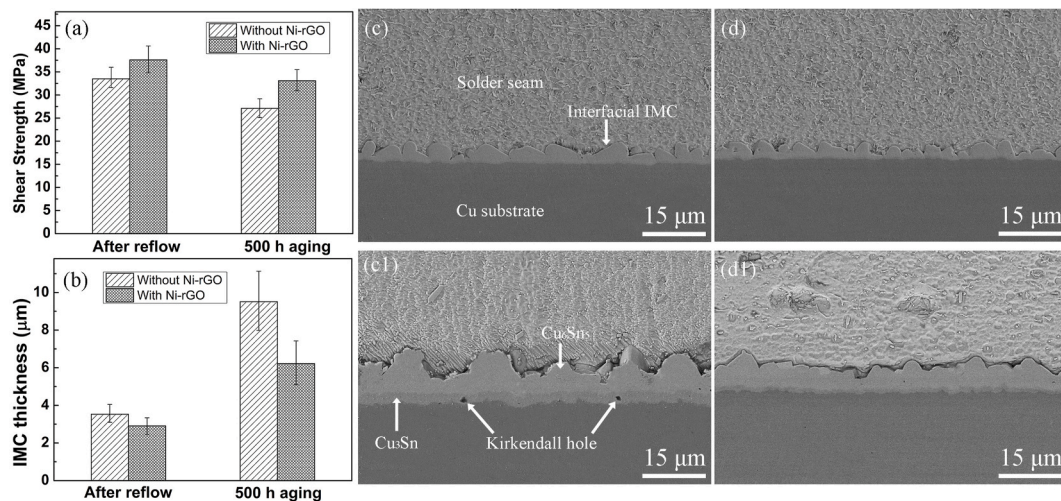 (a)
Without Ni-rGO
With Ni-rGO
Shear Strength (MPa)
45
40
35
30
25
20
15
10
5
0
After reflow
500 h aging
(b)
Without Ni-rGO
With Ni-rGO
IMC thickness (μm)
10
8
6
4
2
0
After reflow
500 h aging
(c)
Solder seam
Interfacial IMC
Cu substrate
15 μm
(d)
15 μm
(c1)
Cu₆Sn₅
Cu₃Sn
Kirkendall hole
15 μm
(d1)
15 μm